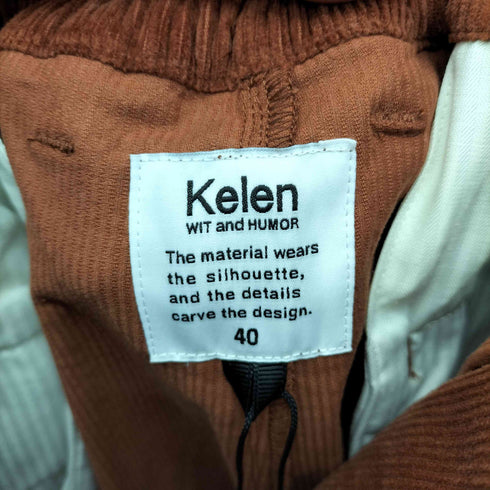 Kelen
WIT and HUMOR
The material wears
the silhouette,
and the details
carve the design.
40